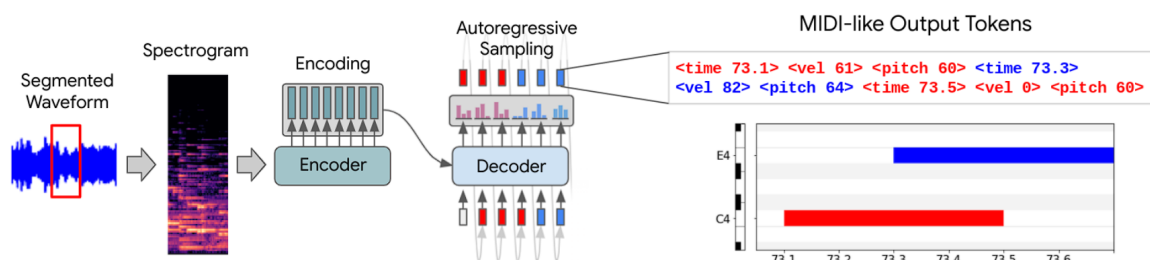 Segmented
Waveform
Spectrogram
Encoding
Encoder
Autoregressive
Sampling
Decoder
MIDI-like Output Tokens
<time 73.1> <vel 61> <pitch 60> <time 73.3>
<vel 82> <pitch 64> <time 73.5> <vel 0> <pitch 60>
E4
C4
73.1 73.2 73.3 73.4 73.5 73.6